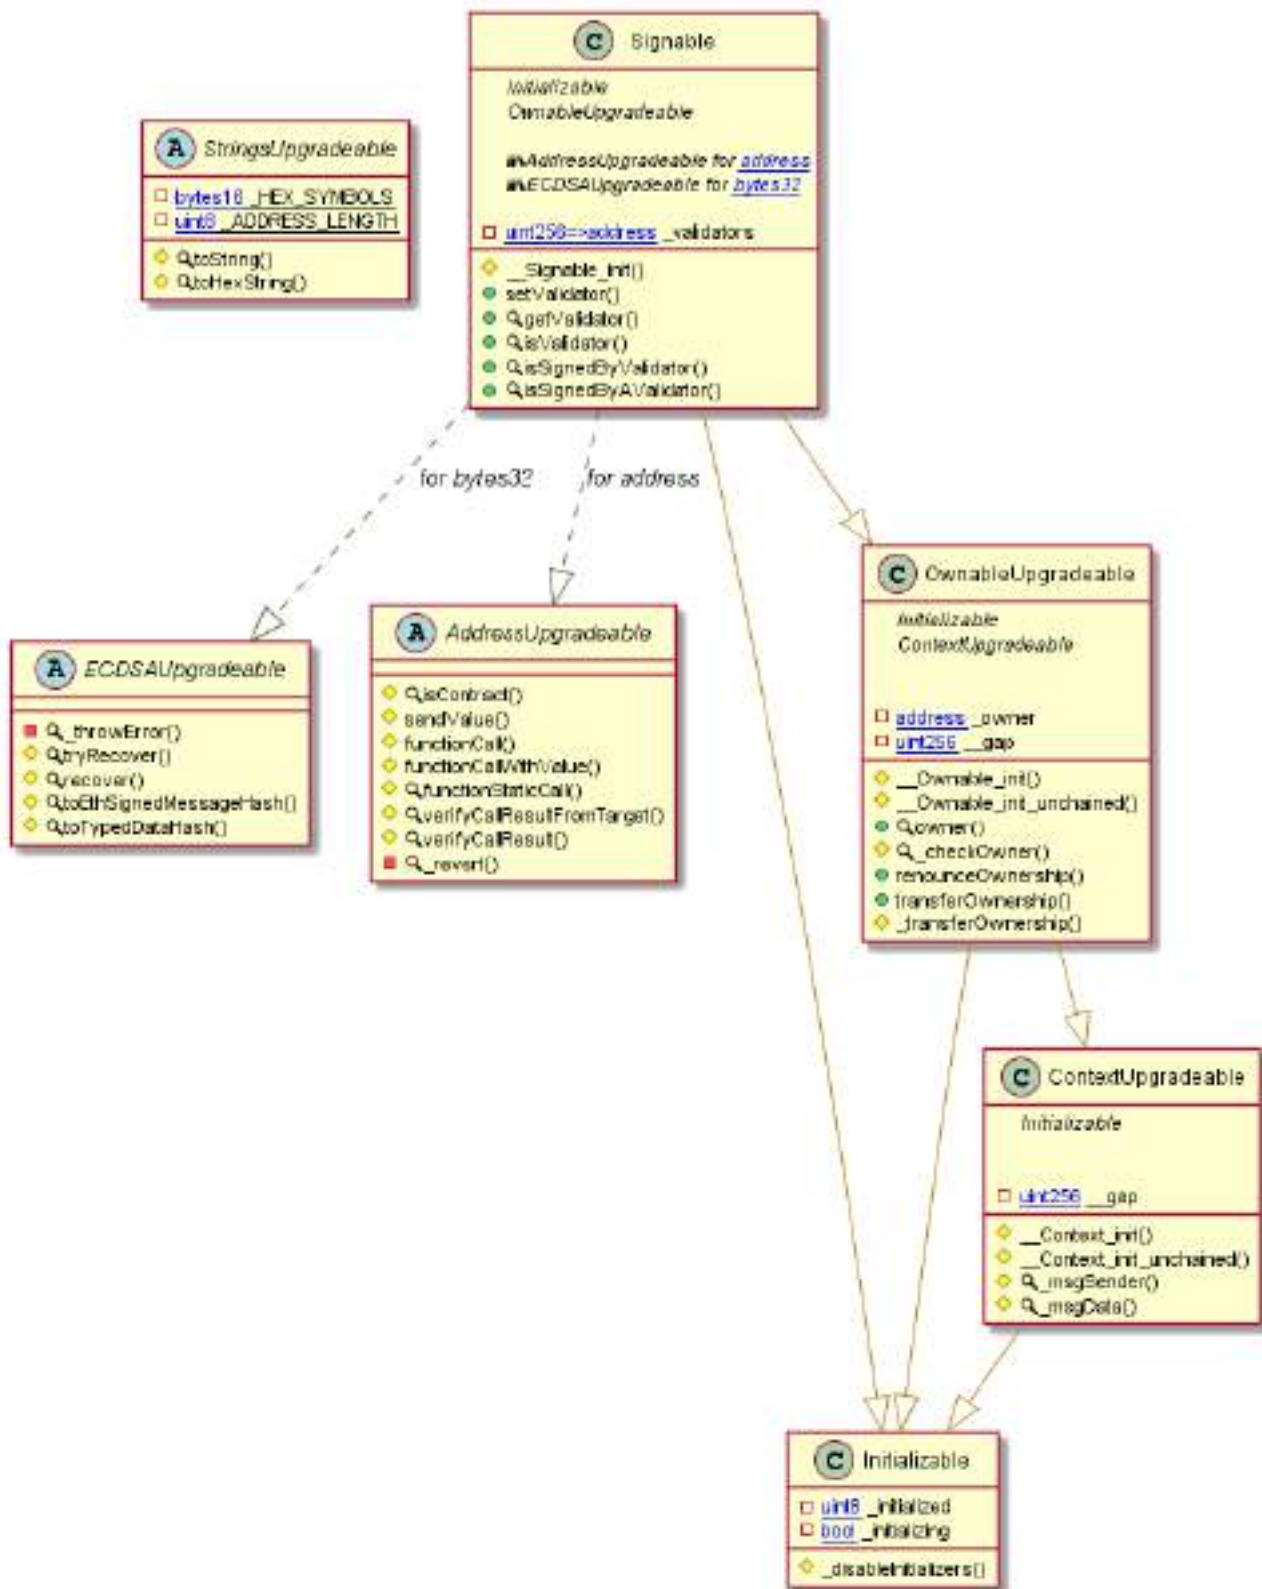 C Signable
Initializable
OwnableUpgradeable
AddressUpgradeable for address
ECDSAUpgradeable for bytes32
uint256=>address _validators
__Signable_init()
setValidator()
getValidator()
isValidator()
isSignedByValidator()
isSignedByAValidator()
A StringsUpgradeable
bytes16 _HEX_SYMBOLS
uint8 _ADDRESS_LENGTH
toString()
toHexString()
for bytes32
for address
A ECDSAUpgradeable
_throwError()
tryRecover()
recover()
toEthSignedMessageHash()
toTypedDataHash()
A AddressUpgradeable
isContract()
sendValue()
functionCall()
functionCallWithValue()
functionStaticCall()
verifyCallResultFromTarget()
verifyCallResult()
_revert()
C OwnableUpgradeable
Initializable
ContextUpgradeable
address _owner
uint256 __gap
__Ownable_init()
__Ownable_init_unchained()
owner()
_checkOwner()
renounceOwnership()
transferOwnership()
_transferOwnership()
C ContextUpgradeable
Initializable
uint256 __gap
__Context_init()
__Context_init_unchained()
_msgSender()
_msgData()
C Initializable
uint8 _initialized
bool _initializing
_disableInitializers()